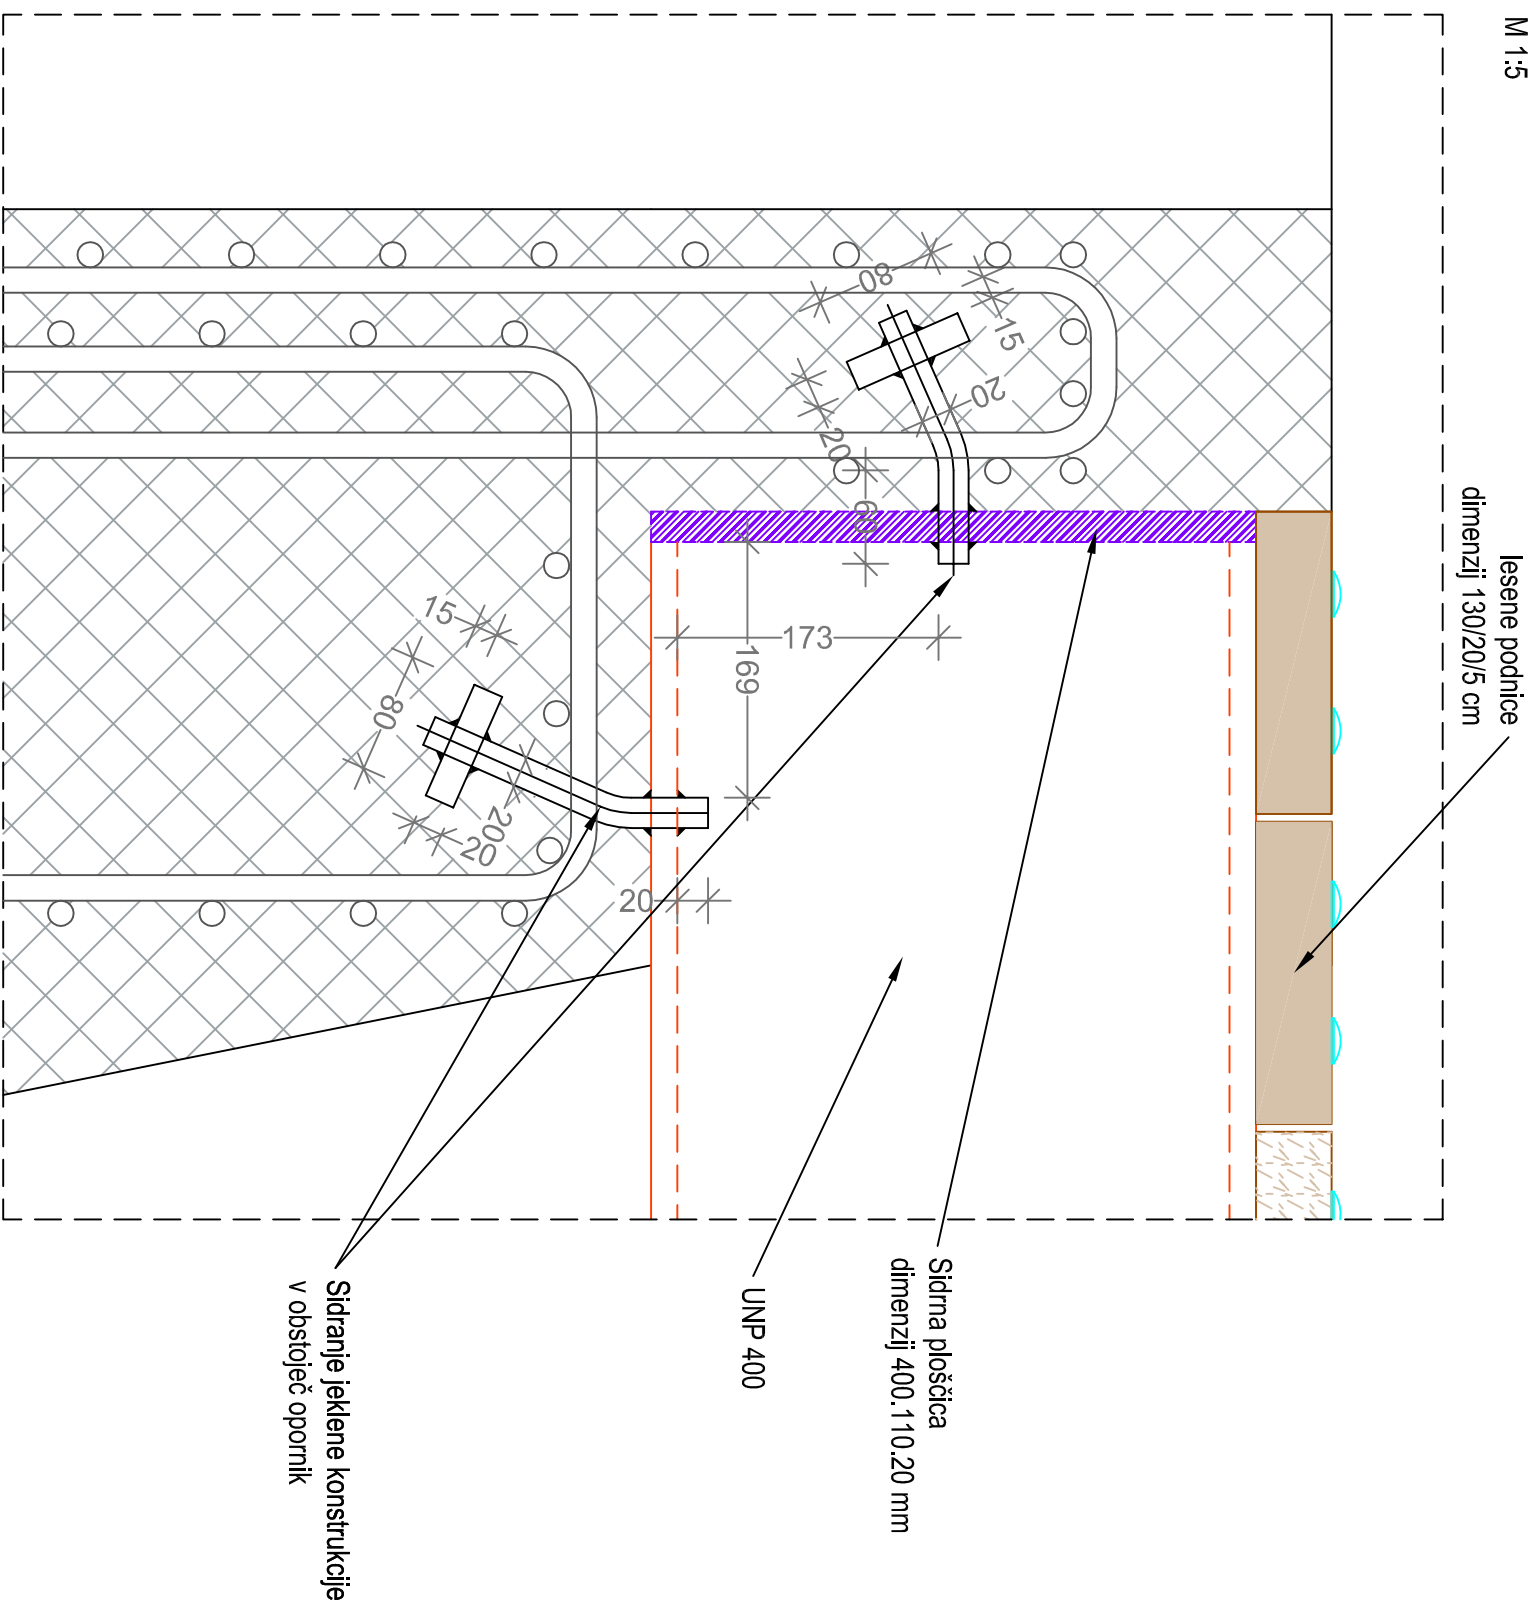 M 1:5
lesene podnice
dimenzij 130/20/5 cm
80
15
20
20
60
173
169
15
80
200
20
20
Sidrna ploščica
dimenzij 400.110.20 mm
UNP 400
Sidranje jeklene konstrukcije
v obstoječ opornik